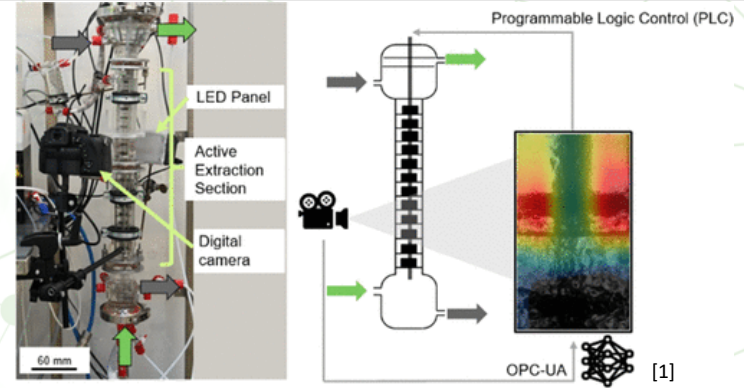 Programmable Logic Control (PLC)
LED Panel
Active
Extraction
Section
Digital
camera
60 mm
OPC-UA
[1]